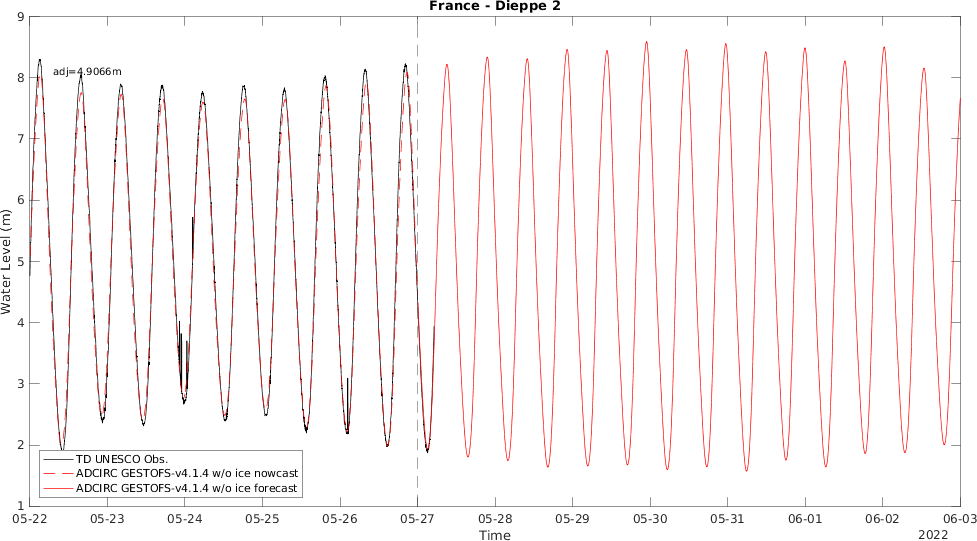 France - Dieppe 2
9
8
7
6
5
4
3
2
1
Water Level (m)
adj=4.9066m
TD UNESCO Obs.
ADCIRC GESTOFS-v4.1.4 w/o ice nowcast
ADCIRC GESTOFS-v4.1.4 w/o ice forecast
05-22 05-23 05-24 05-25 05-26 05-27 05-28 05-29 05-30 05-31 06-01 06-02 06-03
Time
2022